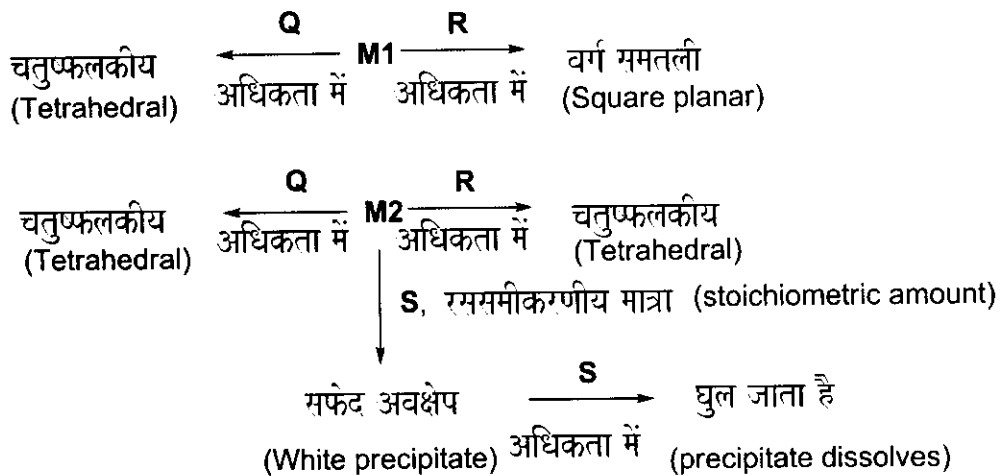 Q R
चतुष्फलकीय M1 वर्ग समतली
(Tetrahedral) अधिकता में अधिकता में (Square planar)
Q R
चतुष्फलकीय M2 चतुष्फलकीय
(Tetrahedral) अधिकता में अधिकता में (Tetrahedral)
S, रससमीकरणीय मात्रा (stoichiometric amount)
S
सफेद अवक्षेप घुल जाता है
(White precipitate) अधिकता में (precipitate dissolves)